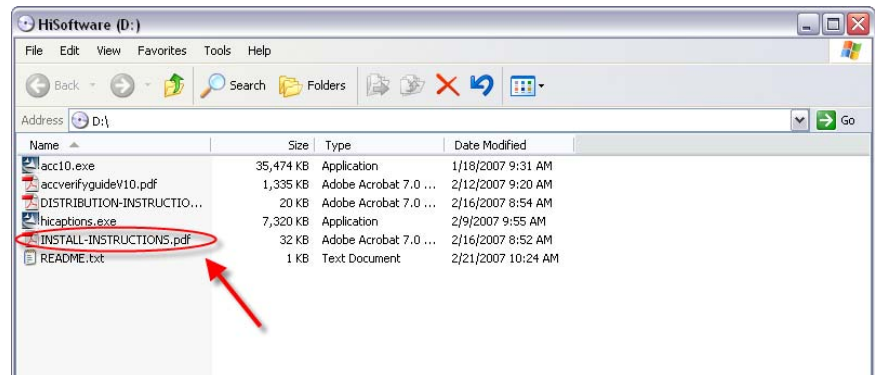 HiSoftware (D:)
File Edit View Favorites Tools Help
Back Search Folders
Address D:\ Go
Name Size Type Date Modified
acc10.exe 35,474 KB Application 1/18/2007 9:31 AM
accverifyguideV10.pdf 1,335 KB Adobe Acrobat 7.0 ... 2/12/2007 9:20 AM
DISTRIBUTION-INSTRUCTIO... 20 KB Adobe Acrobat 7.0 ... 2/16/2007 8:54 AM
hicaptions.exe 7,320 KB Application 2/9/2007 9:55 AM
INSTALL-INSTRUCTIONS.pdf 32 KB Adobe Acrobat 7.0 ... 2/16/2007 8:52 AM
README.txt 1 KB Text Document 2/21/2007 10:24 AM